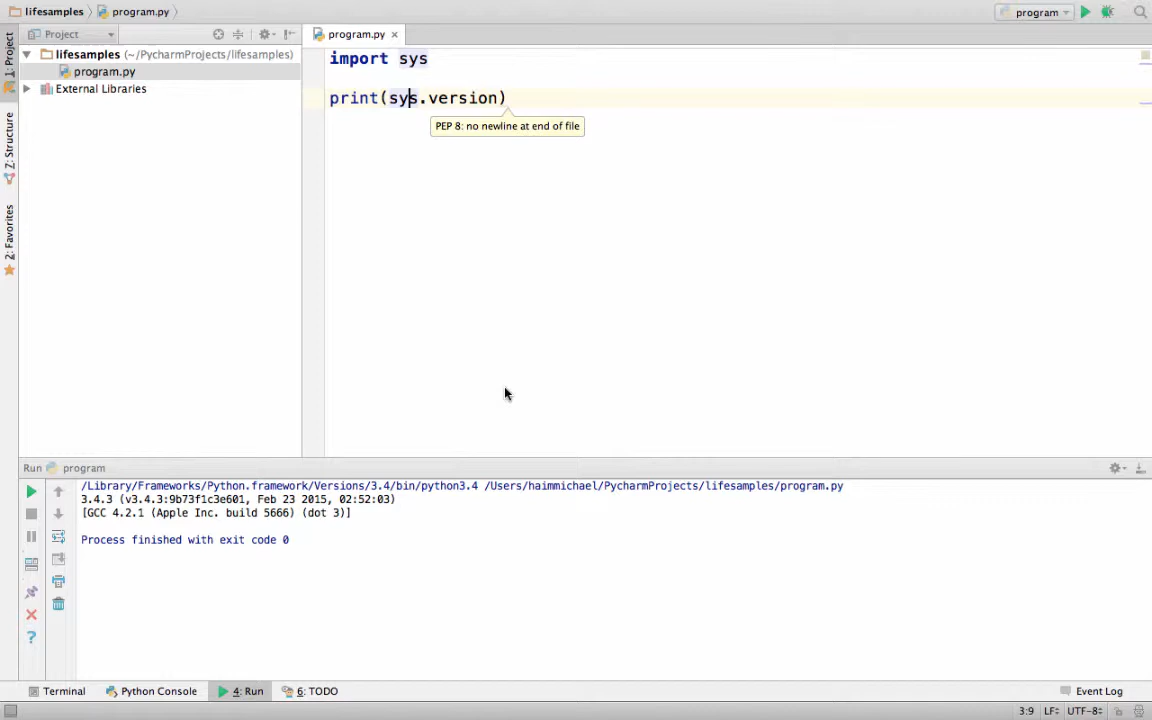 lifesamples program.py
program
1: Project
Z: Structure
2: Favorites
Project
lifesamples (~/PycharmProjects/lifesamples)
program.py
External Libraries
program.py
import sys
print(sys.version)
PEP 8: no newline at end of file
Run program
/Library/Frameworks/Python.framework/Versions/3.4/bin/python3.4 /Users/haimmichael/PycharmProjects/lifesamples/program.py
3.4.3 (v3.4.3:9b73f1c3e601, Feb 23 2015, 02:52:03)
[GCC 4.2.1 (Apple Inc. build 5666) (dot 3)]
Process finished with exit code 0
Terminal Python Console 4: Run 6: TODO Event Log
3:9 LF UTF-8